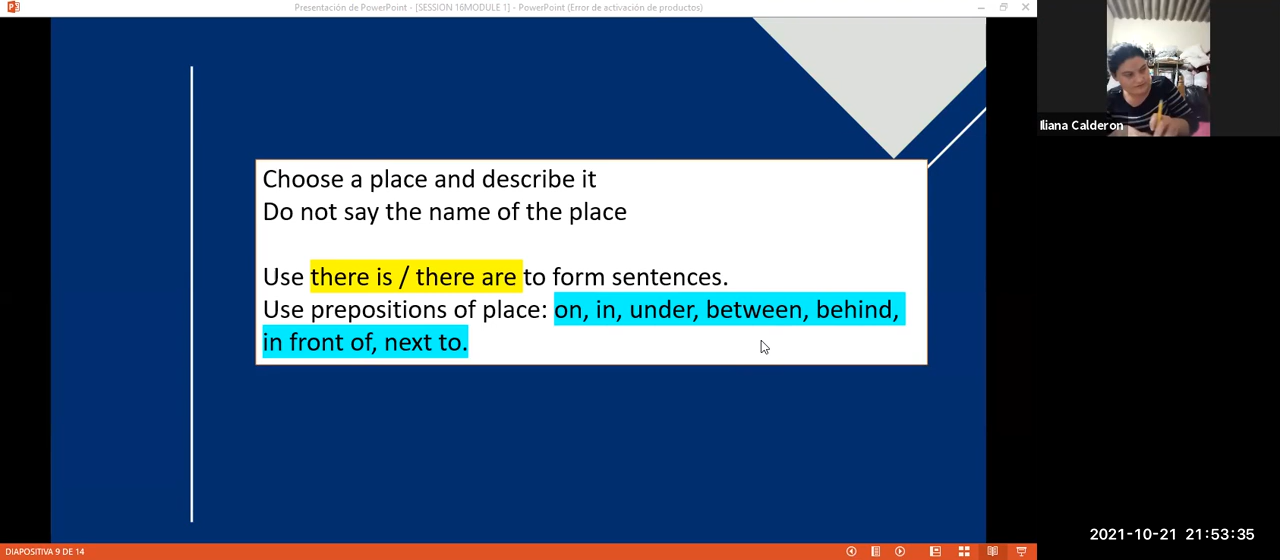 Presentación de PowerPoint - [SESSION 16MODULE 1] - PowerPoint (Error de activación de productos)
Choose a place and describe it
Do not say the name of the place
Use there is / there are to form sentences.
Use prepositions of place: on, in, under, between, behind,
in front of, next to.
Iliana Calderon
2021-10-21 21:53:35
DIAPOSITIVA 9 DE 14